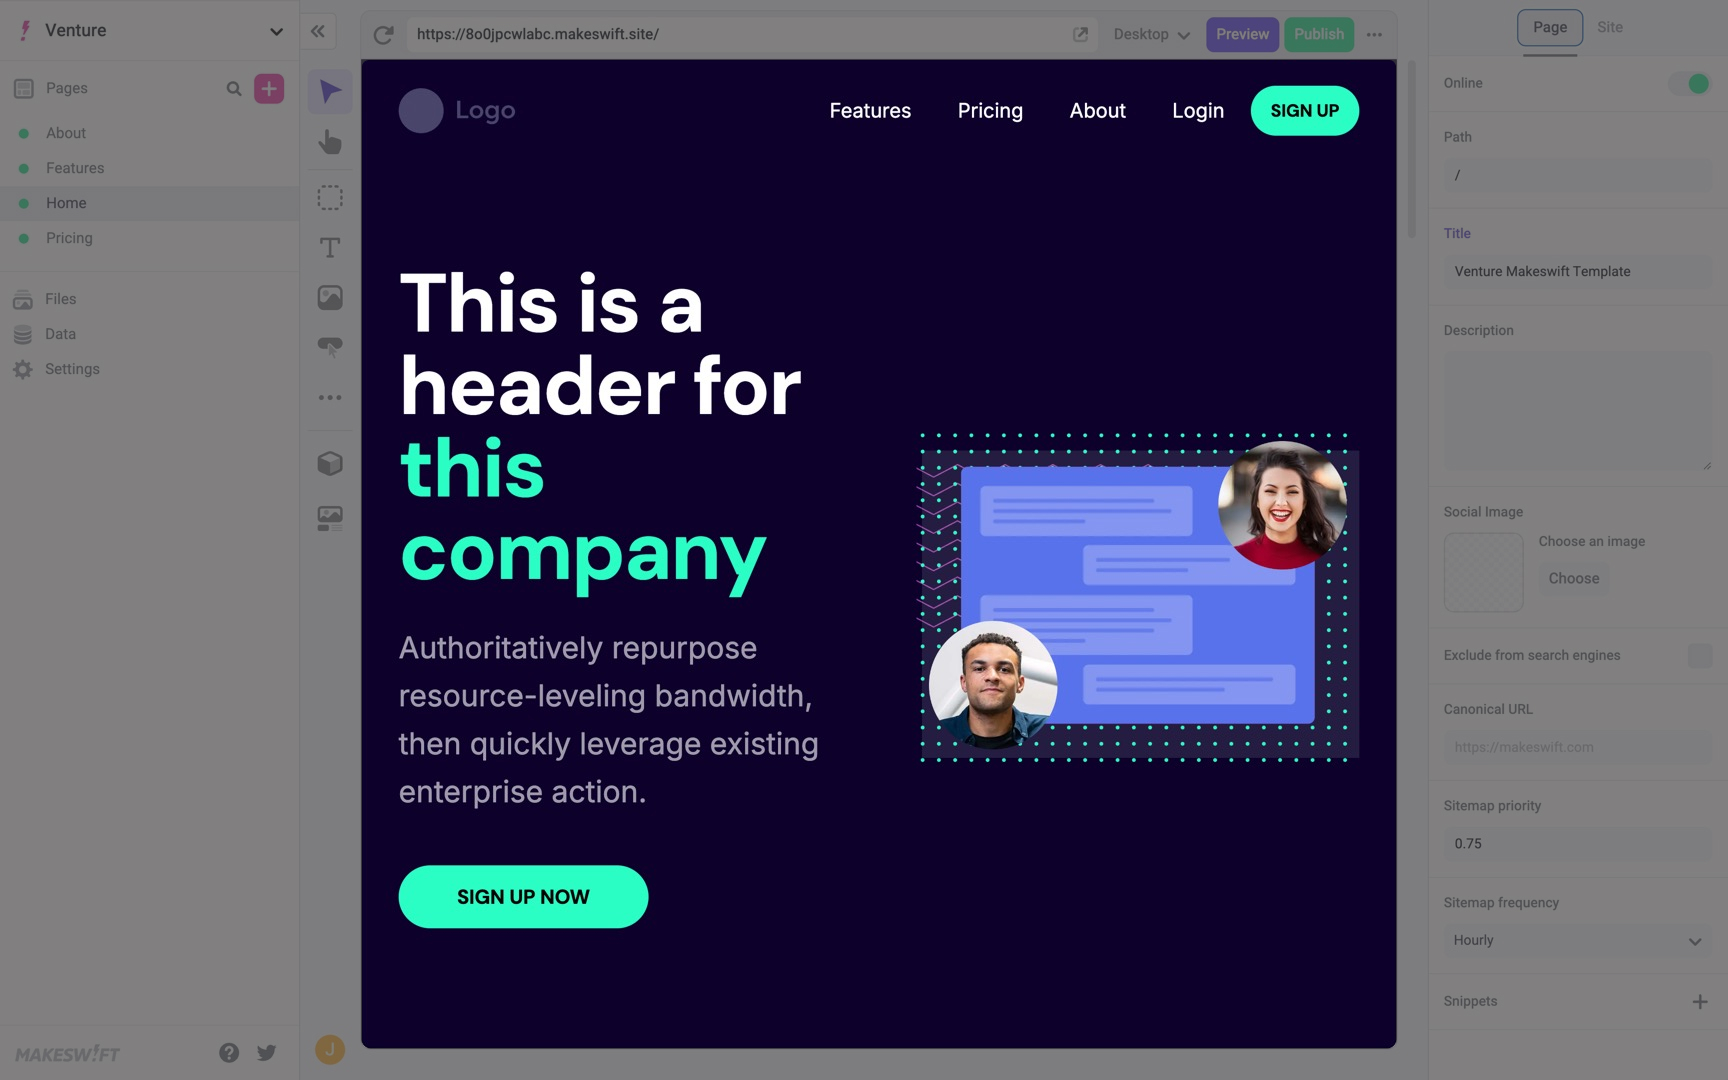 Venture
Pages
About
Features
Home
Pricing
Files
Data
Settings
MAKESW!FT
J
https://8o0jpcwlabc.makeswift.site/
Desktop
Preview
Publish
Logo
Features
Pricing
About
Login
SIGN UP
This is a
header for
this
company
Authoritatively repurpose
resource-leveling bandwidth,
then quickly leverage existing
enterprise action.
SIGN UP NOW
Page
Site
Online
Path
/
Title
Venture Makeswift Template
Description
Social Image
Choose an image
Choose
Exclude from search engines
Canonical URL
https://makeswift.com
Sitemap priority
0.75
Sitemap frequency
Hourly
Snippets